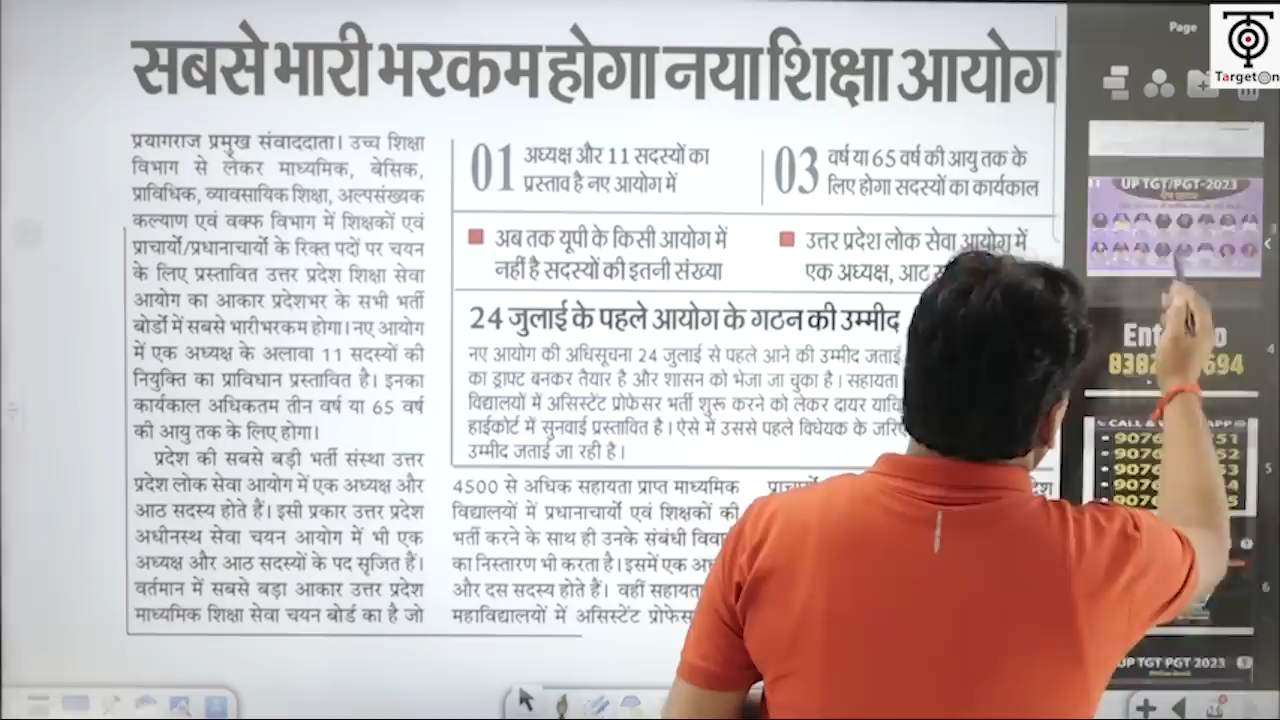 सबसे भारी भरकम होगा नया शिक्षा आयोग
प्रयागराज प्रमुख संवाददाता। उच्च शिक्षा
विभाग से लेकर माध्यमिक, बेसिक,
प्राविधिक, व्यावसायिक शिक्षा, अल्पसंख्यक
कल्याण एवं वक्फ विभाग में शिक्षकों एवं
प्राचार्यों/प्रधानाचार्यों के रिक्त पदों पर चयन
के लिए प्रस्तावित उत्तर प्रदेश शिक्षा सेवा
आयोग का आकार प्रदेशभर के सभी भर्ती
बोर्डों में सबसे भारीभरकम होगा। नए आयोग
में एक अध्यक्ष के अलावा 11 सदस्यों की
नियुक्ति का प्राविधान प्रस्तावित है। इनका
कार्यकाल अधिकतम तीन वर्ष या 65 वर्ष
की आयु तक के लिए होगा।
प्रदेश की सबसे बड़ी भर्ती संस्था उत्तर
प्रदेश लोक सेवा आयोग में एक अध्यक्ष और
आठ सदस्य होते हैं। इसी प्रकार उत्तर प्रदेश
अधीनस्थ सेवा चयन आयोग में भी एक
अध्यक्ष और आठ सदस्यों के पद सृजित हैं।
वर्तमान में सबसे बड़ा आकार उत्तर प्रदेश
माध्यमिक शिक्षा सेवा चयन बोर्ड का है जो
01 अध्यक्ष और 11 सदस्यों का
प्रस्ताव है नए आयोग में
03 वर्ष या 65 वर्ष की आयु तक के
लिए होगा सदस्यों का कार्यकाल
अब तक यूपी के किसी आयोग में
नहीं है सदस्यों की इतनी संख्या
उत्तर प्रदेश लोक सेवा आयोग में
एक अध्यक्ष, आठ
24 जुलाई के पहले आयोग के गठन की उम्मीद
नए आयोग की अधिसूचना 24 जुलाई से पहले आने की उम्मीद जताई
का ड्राफ्ट बनकर तैयार है और शासन को भेजा जा चुका है। सहायता
विद्यालयों में असिस्टेंट प्रोफेसर भर्ती शुरू करने को लेकर दायर
हाईकोर्ट में सुनवाई प्रस्तावित है। ऐसे में उससे पहले विधेयक के
उम्मीद जताई जा रही है।
4500 से अधिक सहायता प्राप्त माध्यमिक
विद्यालयों में प्रधानाचार्यों एवं शिक्षकों की
भर्ती करने के साथ ही उनके संबंधी
का निस्तारण भी करता है। इसमें एक
और दस सदस्य होते हैं। वहीं सहायता
महाविद्यालयों में असिस्टेंट
Page
TargetOn
UP TGT/PGT-2023
UP TGT PGT 2023
4
5
6